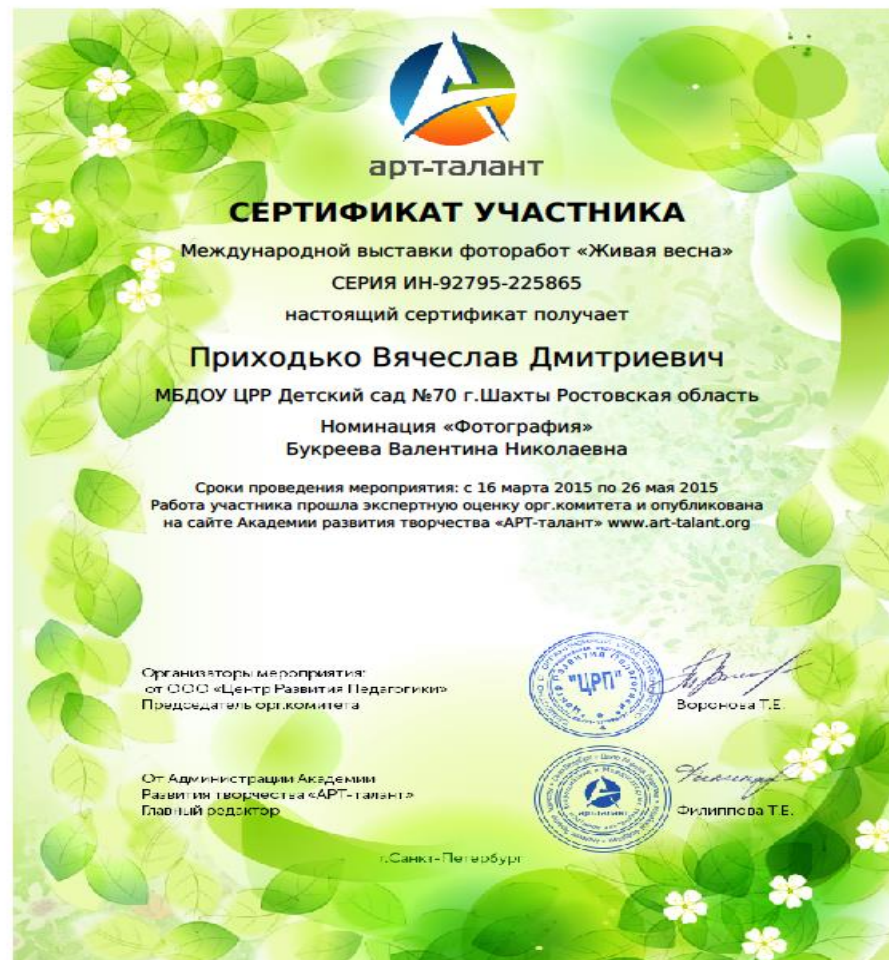 арт-талант
СЕРТИФИКАТ УЧАСТНИКА
Международной выставки фоторабот «Живая весна»
СЕРИЯ ИН-92795-225865
настоящий сертификат получает
Приходько Вячеслав Дмитриевич
МБДОУ ЦРР Детский сад №70 г.Шахты Ростовская область
Номинация «Фотография»
Букреева Валентина Николаевна
Сроки проведения мероприятия: с 16 марта 2015 по 26 мая 2015
Работа участника прошла экспертную оценку орг.комитета и опубликована
на сайте Академии развития творчества «АРТ-талант» www.art-talant.org
Организаторы мероприятия:
от ООО «Центр Развития Педагогики»
Председатель орг.комитета
"ЦРП"
Воронова Т.Е.
От Администрации Академии
Развития творчества «АРТ-талант»
Главный редактор
арт-талант
Филиппова Т.Е.
г.Санкт-Петербург